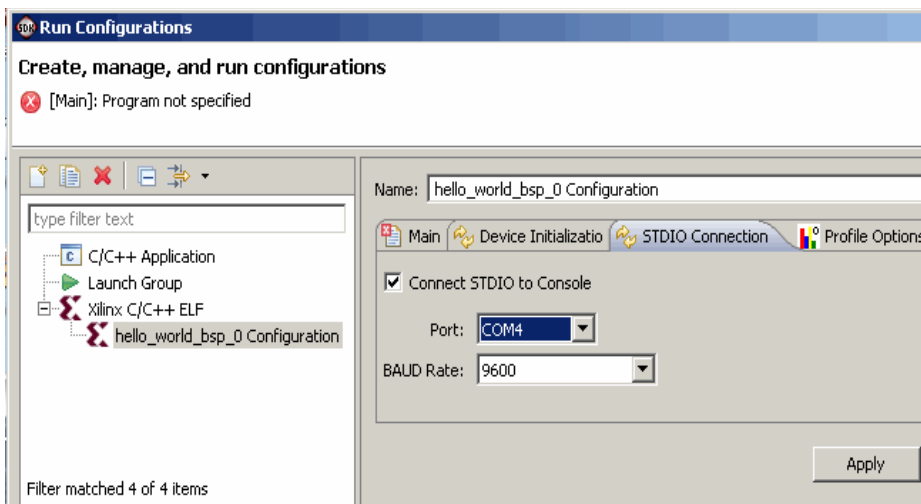 SDK Run Configurations
Create, manage, and run configurations
[Main]: Program not specified
type filter text
C/C++ Application
Launch Group
Xilinx C/C++ ELF
hello_world_bsp_0 Configuration
Filter matched 4 of 4 items
Name: hello_world_bsp_0 Configuration
Main Device Initializatio STDIO Connection Profile Options
Connect STDIO to Console
Port: COM4
BAUD Rate: 9600
Apply